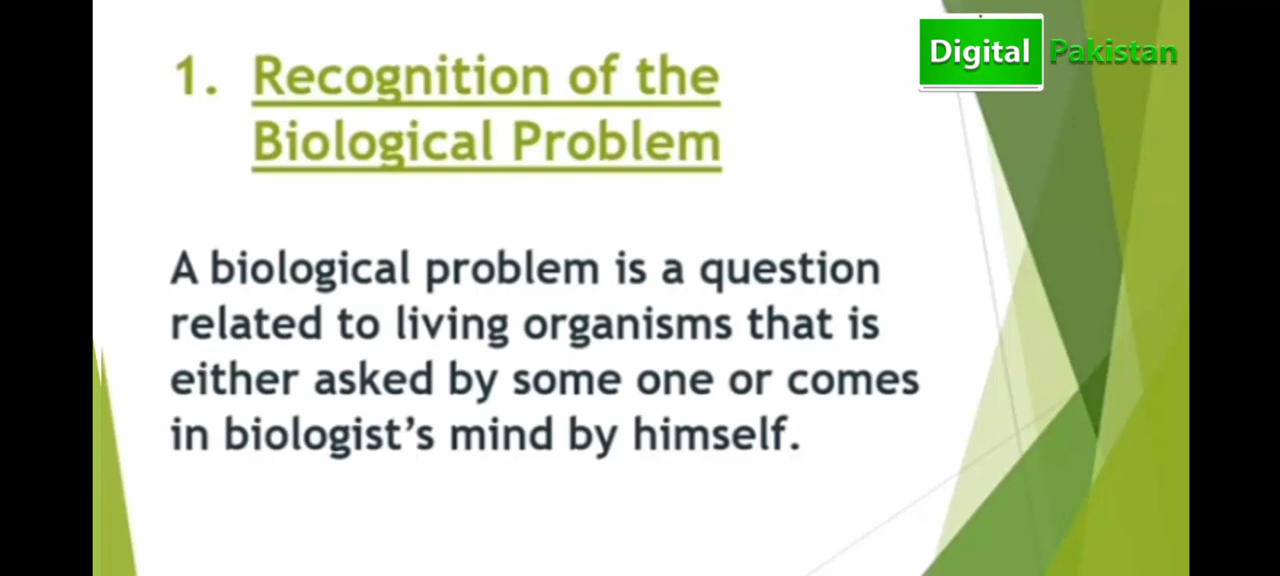 Digital Pakistan
1. Recognition of the
Biological Problem
A biological problem is a question
related to living organisms that is
either asked by some one or comes
in biologist’s mind by himself.